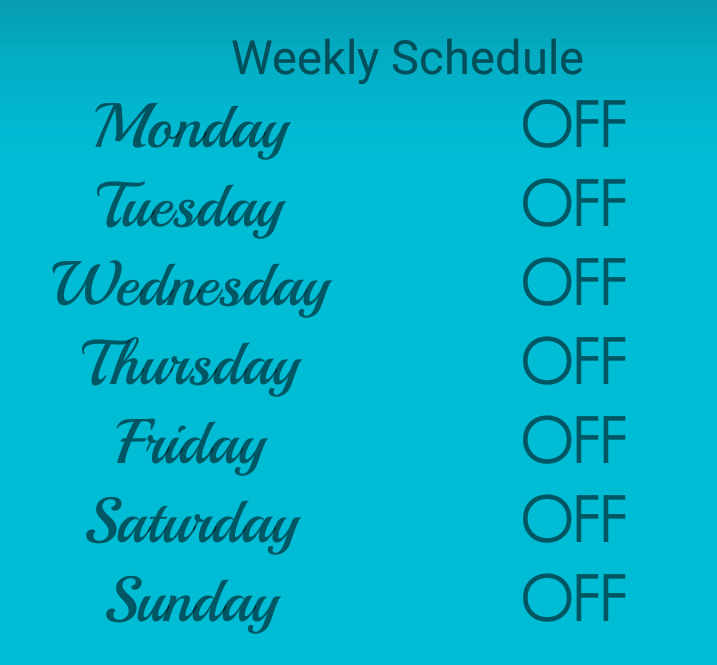 Weekly Schedule
Monday OFF
Tuesday OFF
Wednesday OFF
Thursday OFF
Friday OFF
Saturday OFF
Sunday OFF